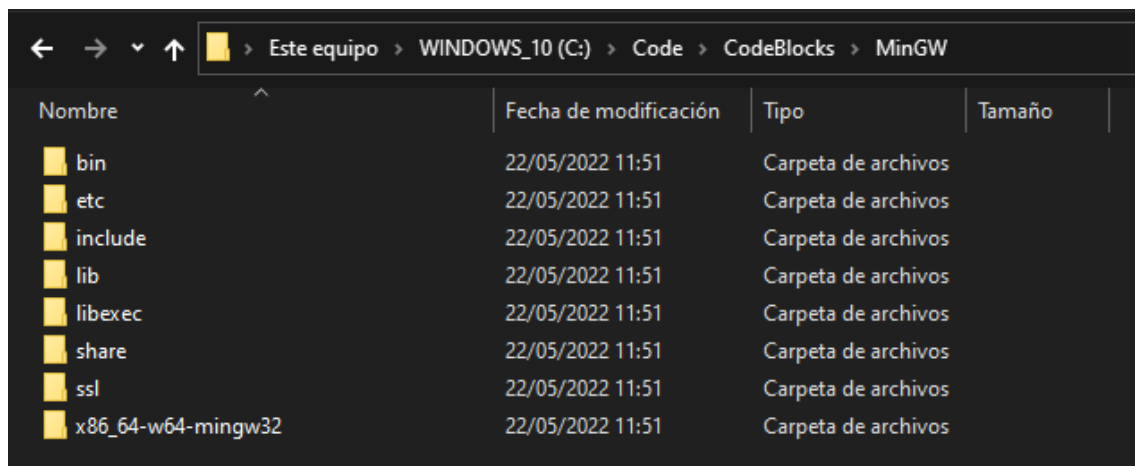 Este equipo > WINDOWS_10 (C:) > Code > CodeBlocks > MinGW
Nombre Fecha de modificación Tipo Tamaño
bin 22/05/2022 11:51 Carpeta de archivos
etc 22/05/2022 11:51 Carpeta de archivos
include 22/05/2022 11:51 Carpeta de archivos
lib 22/05/2022 11:51 Carpeta de archivos
libexec 22/05/2022 11:51 Carpeta de archivos
share 22/05/2022 11:51 Carpeta de archivos
ssl 22/05/2022 11:51 Carpeta de archivos
x86_64-w64-mingw32 22/05/2022 11:51 Carpeta de archivos